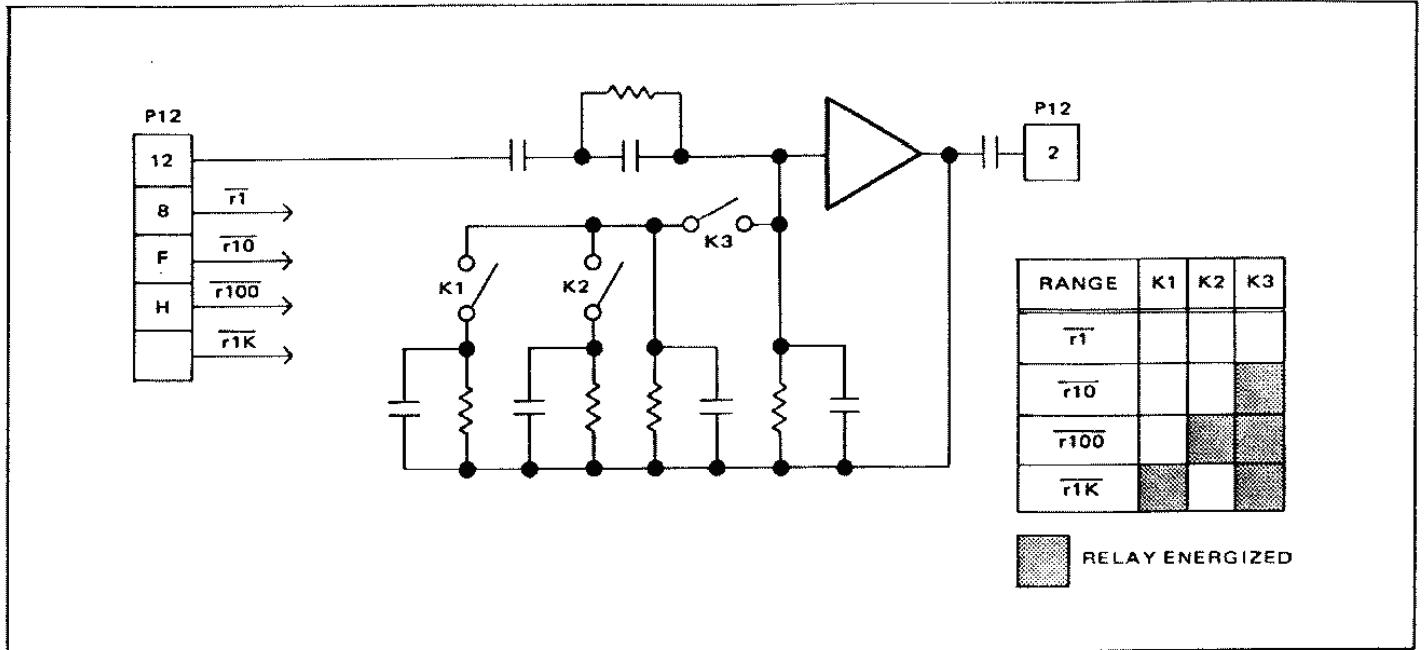 P12
12
8
F
H
r1
r10
r100
r1K
K1
K2
K3
P12
2
RANGE K1 K2 K3
r1
r10
r100
r1K
RELAY ENERGIZED